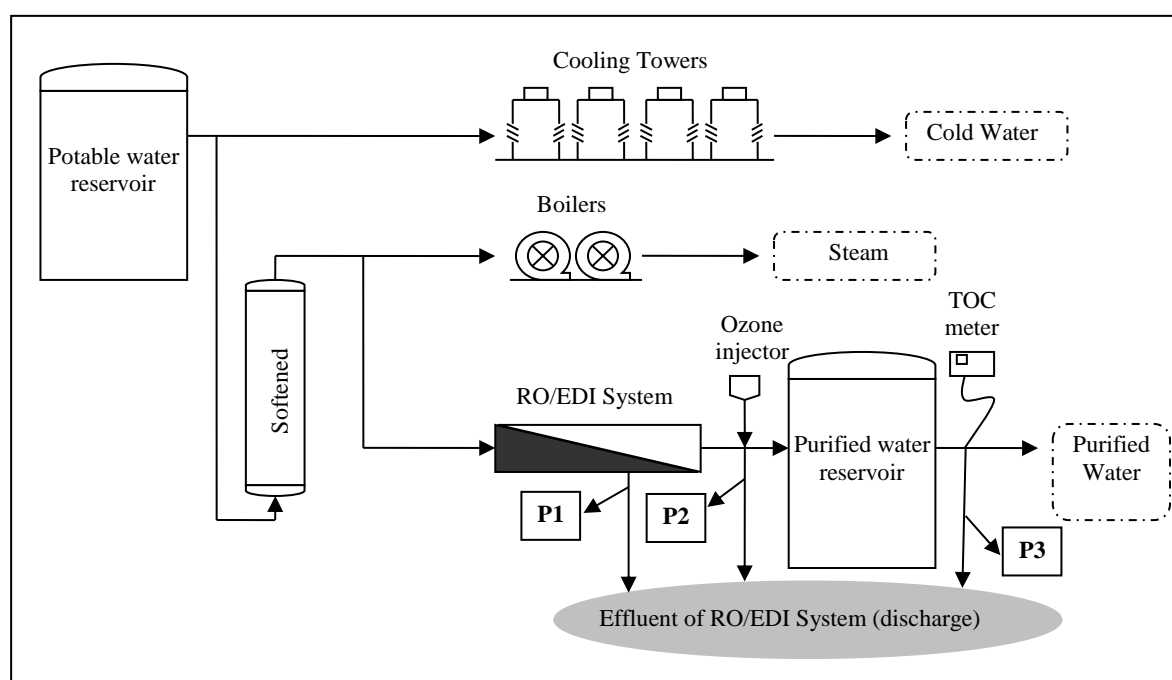 Cooling Towers
Potable water
reservoir
Cold Water
Boilers
Steam
Softened
Ozone
injector
TOC
meter
RO/EDI System
Purified water
reservoir
Purified
Water
P1
P2
P3
Effluent of RO/EDI System (discharge)